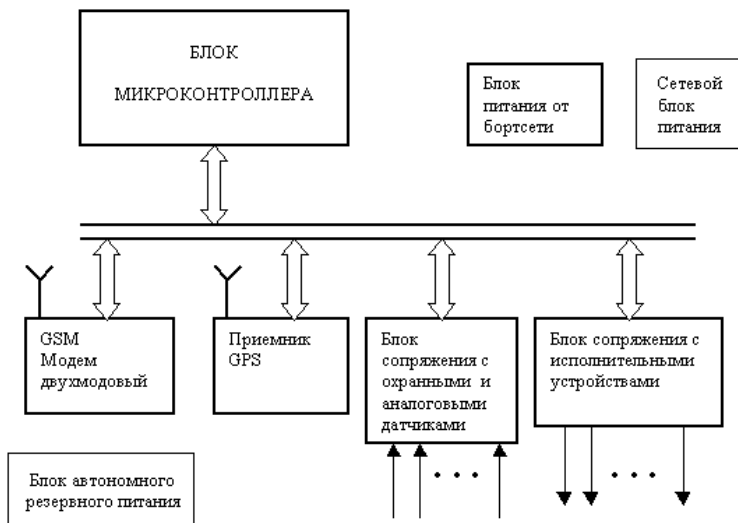 БЛОК
МИКРОКОНТРОЛЛЕРА
Блок
питания от
бортсети
Сетевой
блок
питания
GSM
Модем
двухмодовый
Приемник
GPS
Блок
сопряжения с
охранными и
аналоговыми
датчиками
Блок сопряжения с
исполнительными
устройствами
Блок автономного
резервного питания